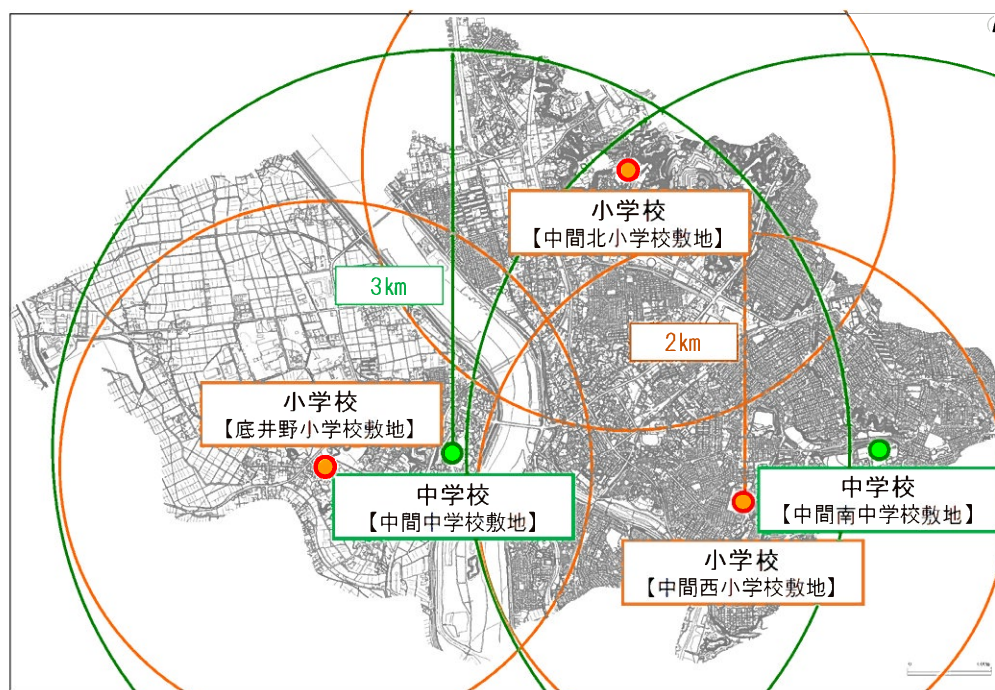 小学校
【中間北小学校敷地】
3km
2km
小学校
【底井野小学校敷地】
中学校
【中間中学校敷地】
中学校
【中間南中学校敷地】
小学校
【中間西小学校敷地】